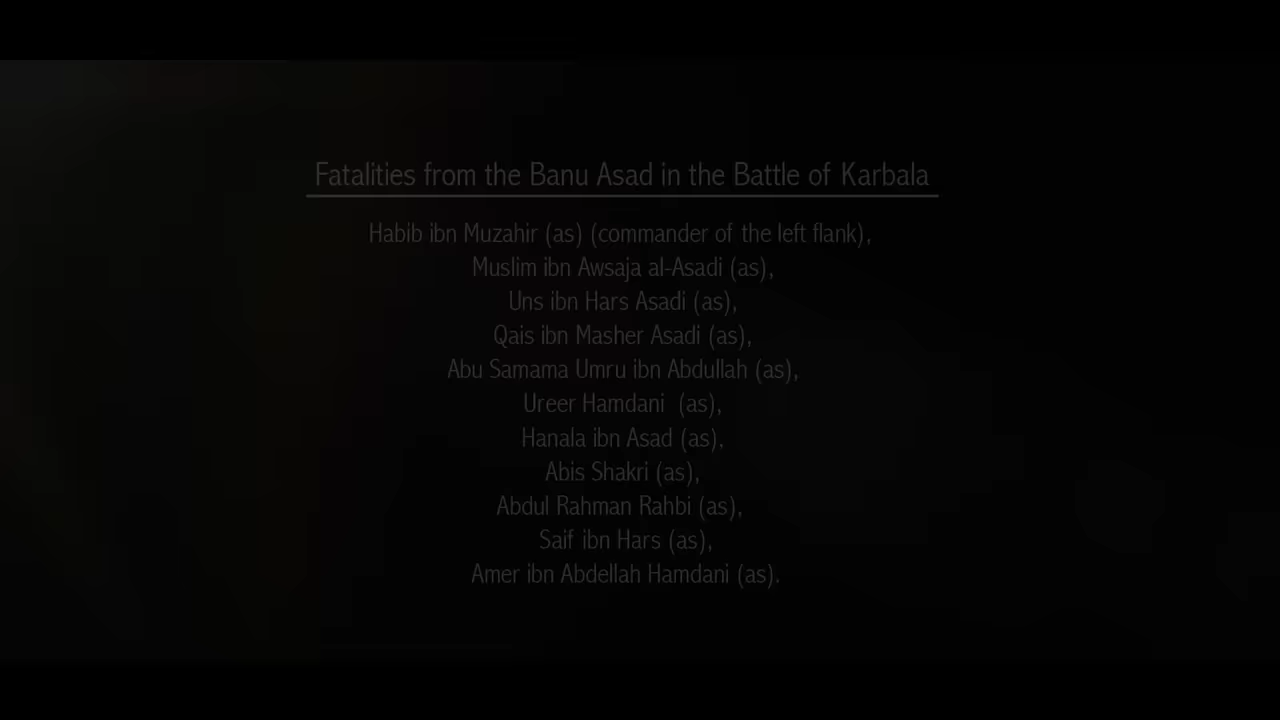 Fatalities from the Banu Asad in the Battle of Karbala
Habib ibn Muzahir (as) (commander of the left flank),
Muslim ibn Awsaja al-Asadi (as),
Uns ibn Hars Asadi (as),
Qais ibn Masher Asadi (as),
Abu Samama Umru ibn Abdullah (as),
Ureer Hamdani (as),
Hanala ibn Asad (as),
Abis Shakri (as),
Abdul Rahman Rahbi (as),
Saif ibn Hars (as),
Amer ibn Abdellah Hamdani (as).